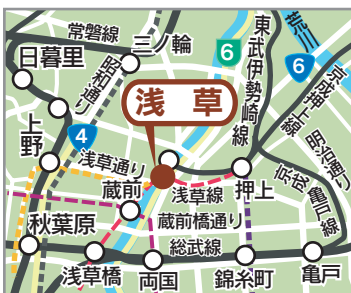 常磐線
三ノ輪
日暮里
昭和通り
6
東武伊勢崎線
荒川
6
京成押上線
浅草
上野
4
浅草通り
明治通り
蔵前
浅草線
押上
京成
亀戸線
蔵前橋通り
秋葉原
総武線
浅草橋
両国
錦糸町
亀戸